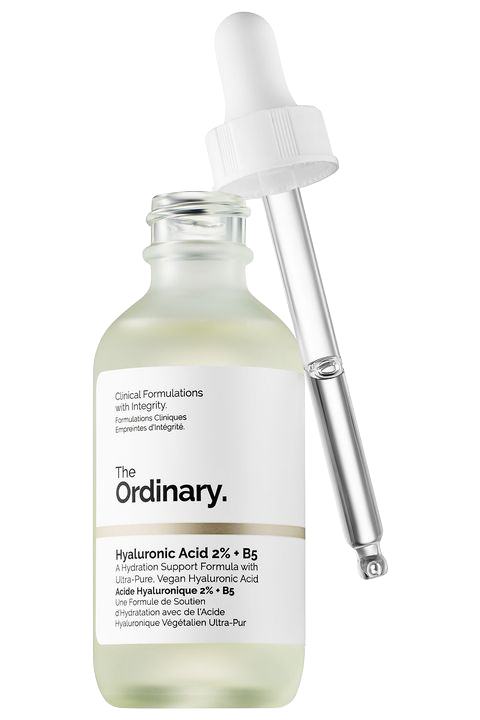 Clinical Formulations
with Integrity.
Formulations Cliniques
Empreintes d'Intégrité.
The
Ordinary.
Hyaluronic Acid 2% + B5
A Hydration Support Formula with
Ultra-Pure, Vegan Hyaluronic Acid
Acide Hyaluronique 2% + B5
Une Formule de Soutien
d'Hydratation avec de l'Acide
Hyaluronique Végétalien Ultra-Pur